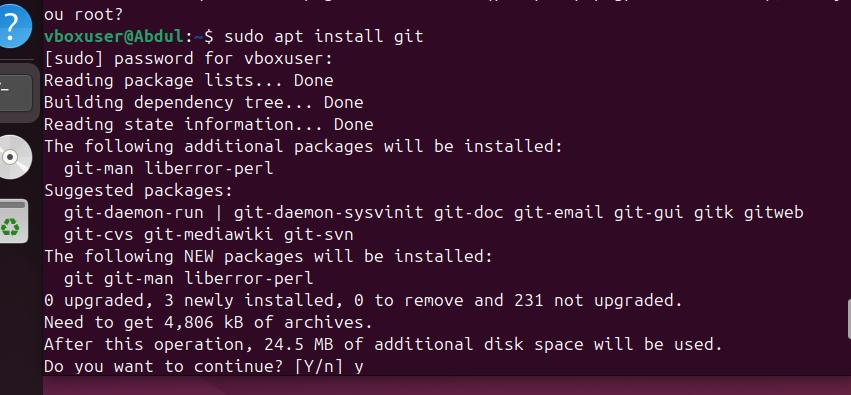 ou root?
vboxuser@Abdul:~$ sudo apt install git
[sudo] password for vboxuser:
Reading package lists... Done
Building dependency tree... Done
Reading state information... Done
The following additional packages will be installed:
  git-man liberror-perl
Suggested packages:
  git-daemon-run | git-daemon-sysvinit git-doc git-email git-gui gitk gitweb
  git-cvs git-mediawiki git-svn
The following NEW packages will be installed:
  git git-man liberror-perl
0 upgraded, 3 newly installed, 0 to remove and 231 not upgraded.
Need to get 4,806 kB of archives.
After this operation, 24.5 MB of additional disk space will be used.
Do you want to continue? [Y/n] y